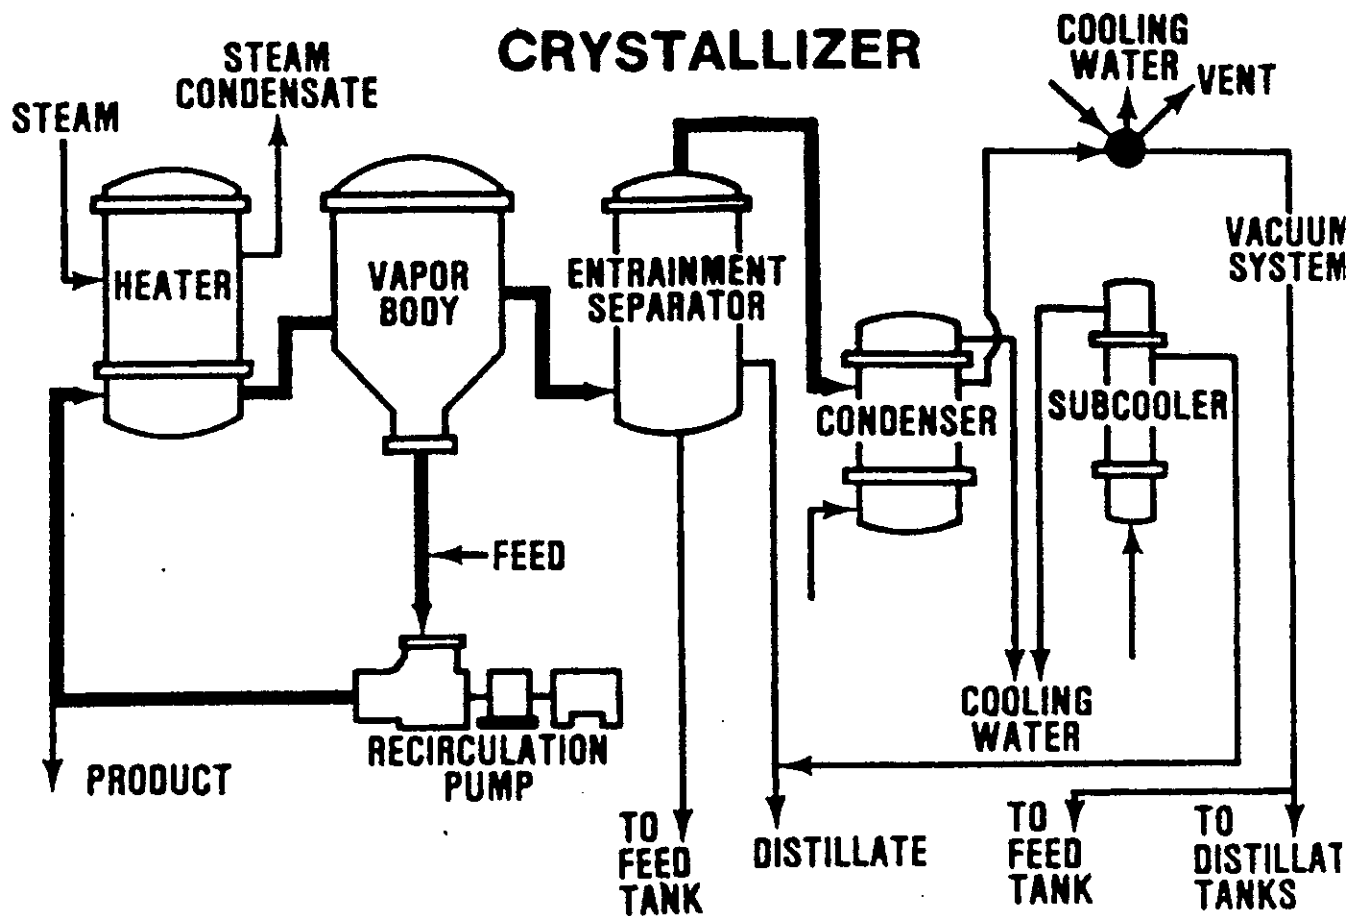 CRYSTALLIZER
STEAM
STEAM
CONDENSATE
COOLING
WATER
VENT
HEATER
VAPOR
BODY
ENTRAINMENT
SEPARATOR
VACUUM
SYSTEM
CONDENSER
SUBCOOLER
FEED
COOLING
WATER
RECIRCULATION
PUMP
PRODUCT
TO
FEED
TANK
DISTILLATE
TO
FEED
TANK
TO
DISTILLAT
TANKS